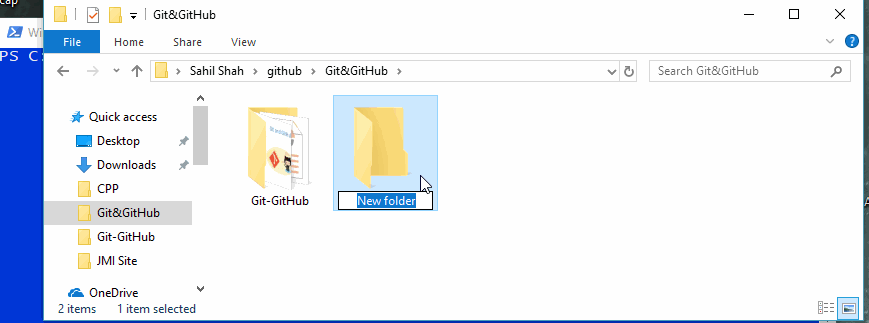 cap
Git&GitHub
Wi
File Home Share View
PS C:
Sahil Shah github Git&GitHub
Search Git&GitHub
Quick access
Desktop
Downloads
CPP
Git&GitHub
Git-GitHub
JMI Site
OneDrive
Git-GitHub
New folder
2 items 1 item selected